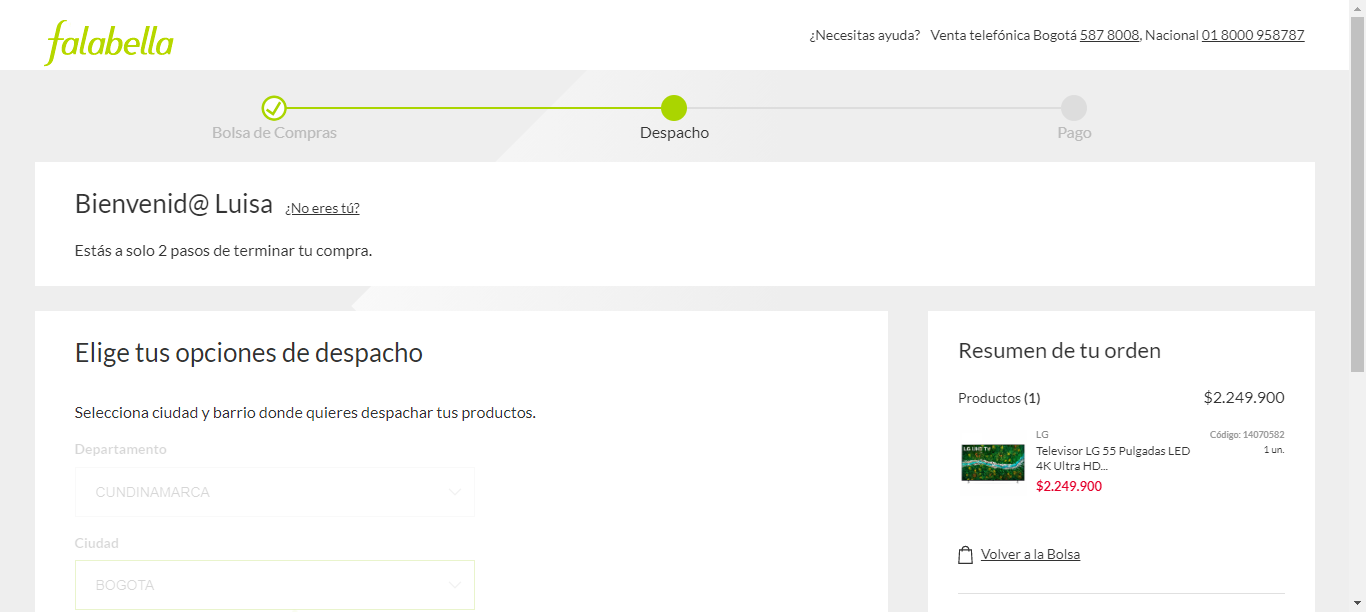 falabella
¿Necesitas ayuda? Venta telefónica Bogotá 587 8008, Nacional 01 8000 958787
Bolsa de Compras
Despacho
Pago
Bienvenid@ Luisa ¿No eres tú?
Estás a solo 2 pasos de terminar tu compra.
Elige tus opciones de despacho
Selecciona ciudad y barrio donde quieres despachar tus productos.
Departamento
CUNDINAMARCA
Ciudad
BOGOTA
Resumen de tu orden
Productos (1) $2.249.900
LG Código: 14070582
Televisor LG 55 Pulgadas LED 1 un.
4K Ultra HD...
$2.249.900
Volver a la Bolsa